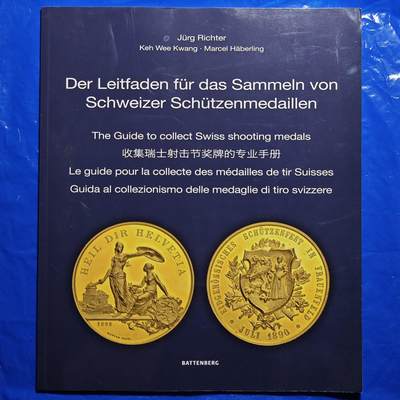 Jürg Richter
Keh Wee Kwang · Marcel Häberling
Der Leitfaden für das Sammeln von
Schweizer Schützenmedaillen
The Guide to collect Swiss shooting medals
收集瑞士射击节奖牌的专业手册
Le guide pour la collecte des médailles de tir Suisses
Guida al collezionismo delle medaglie di tiro svizzere
HEIL DIR HELVETIA
EIDGENÖSSISCHES SCHÜTZENFEST IN FRAUENFELD
JULI 1890
BATTENBERG